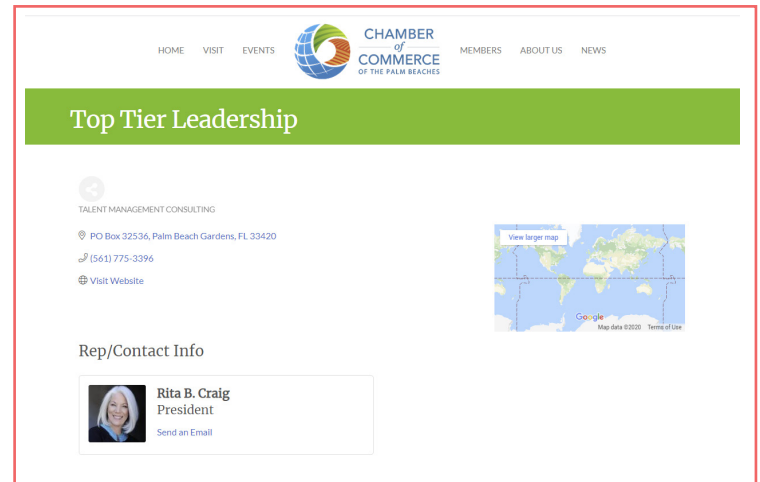 HOME VISIT EVENTS
CHAMBER
of
COMMERCE
OF THE PALM BEACHES
MEMBERS ABOUT US NEWS
Top Tier Leadership
TALENT MANAGEMENT CONSULTING
PO Box 32536, Palm Beach Gardens, FL 33420
(561) 775-3396
Visit Website
View larger map
Google
Map data ©2020 Terms of Use
Rep/Contact Info
Rita B. Craig
President
Send an Email